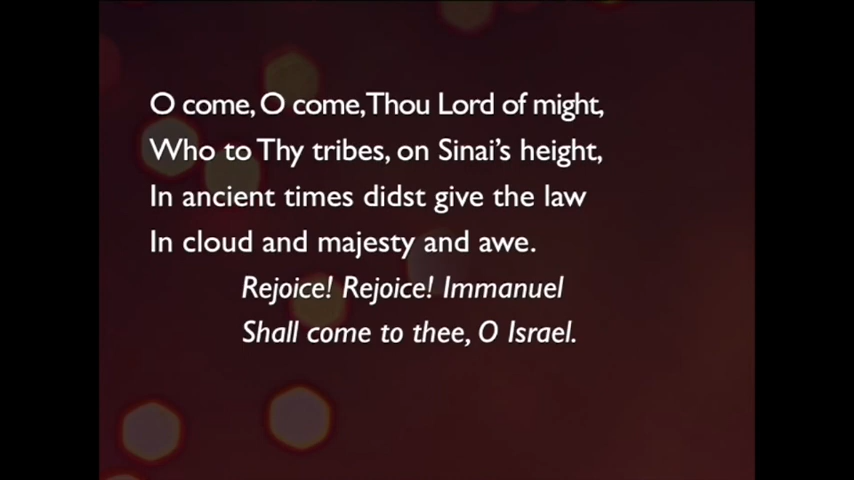 O come, O come, Thou Lord of might,
Who to Thy tribes, on Sinai's height,
In ancient times didst give the law
In cloud and majesty and awe.
Rejoice! Rejoice! Immanuel
Shall come to thee, O Israel.